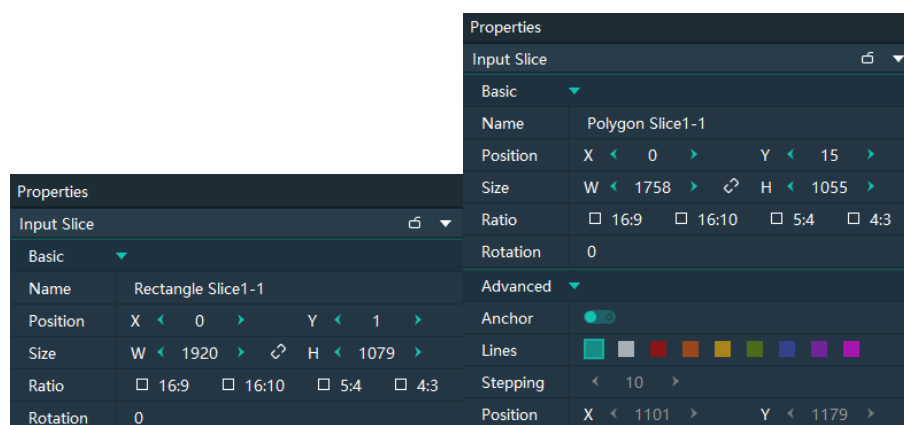 Properties
Input Slice
Basic
Name Rectangle Slice1-1
Position X 0 Y 1
Size W 1920 H 1079
Ratio 16:9 16:10 5:4 4:3
Rotation 0
Properties
Input Slice
Basic
Name Polygon Slice1-1
Position X 0 Y 15
Size W 1758 H 1055
Ratio 16:9 16:10 5:4 4:3
Rotation 0
Advanced
Anchor
Lines
Stepping 10
Position X 1101 Y 1179